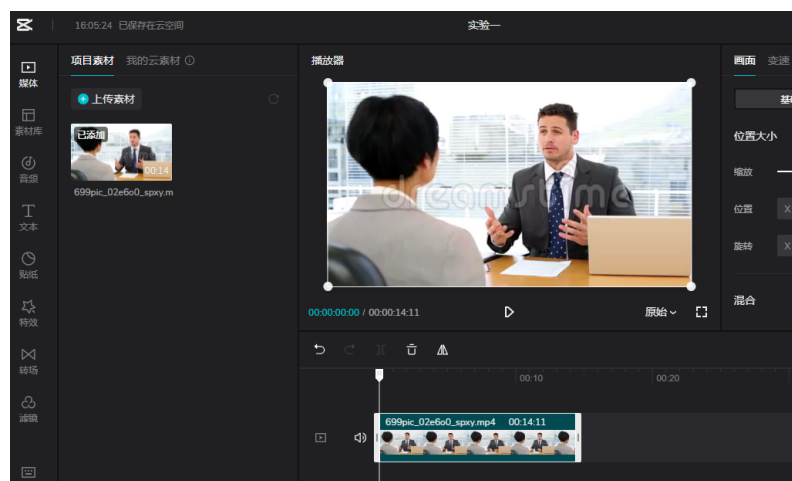 16:05:24 已保存在云空间
实验一
媒体
素材库
音频
文本
贴纸
特效
转场
滤镜
项目素材 我的云素材
上传素材
已添加
00:14
699pic_02e6o0_spxy.m
播放器
dreamstime
00:00:00:00 / 00:00:14:11
原始
画面 变速
基础
位置大小
缩放
位置 X
旋转 X
混合
00:10
00:20
699pic_02e6o0_spxy.mp4 00:14:11